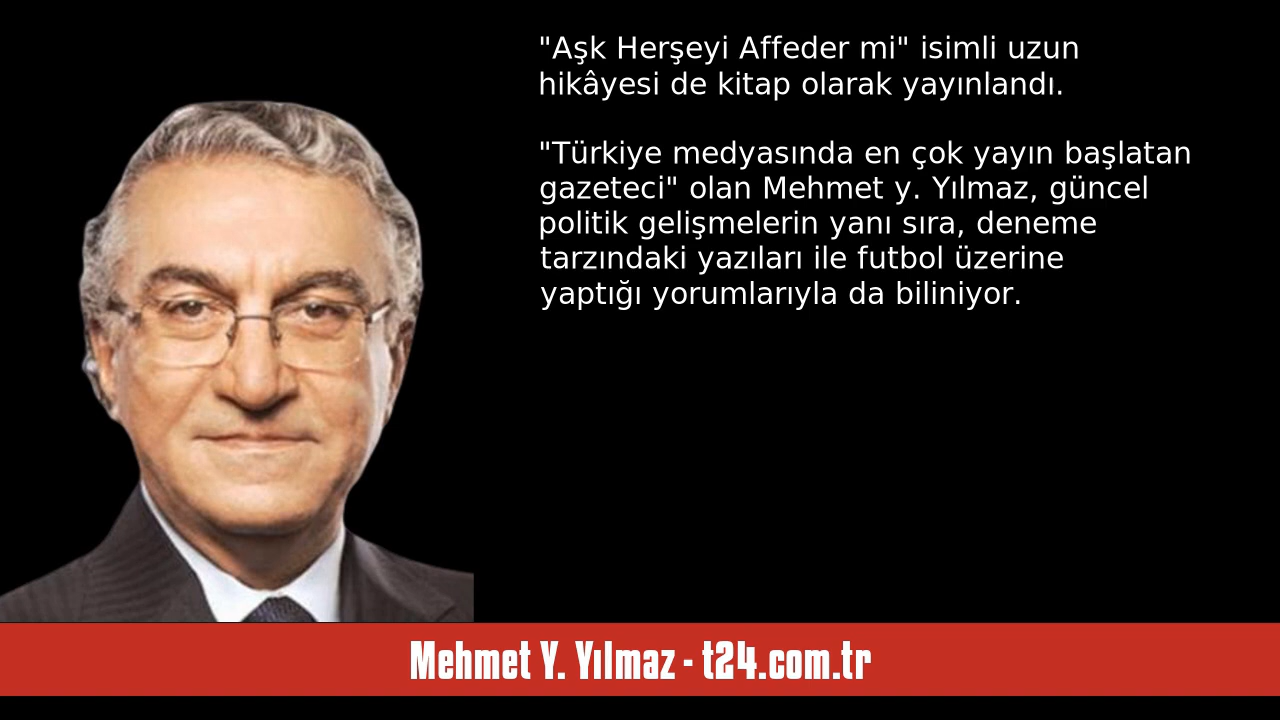 "Aşk Herşeyi Affeder mi" isimli uzun
hikâyesi de kitap olarak yayınlandı.
"Türkiye medyasında en çok yayın başlatan
gazeteci" olan Mehmet y. Yılmaz, güncel
politik gelişmelerin yanı sıra, deneme
tarzındaki yazıları ile futbol üzerine
yaptığı yorumlarıyla da biliniyor.
Mehmet Y. Yılmaz - t24.com.tr